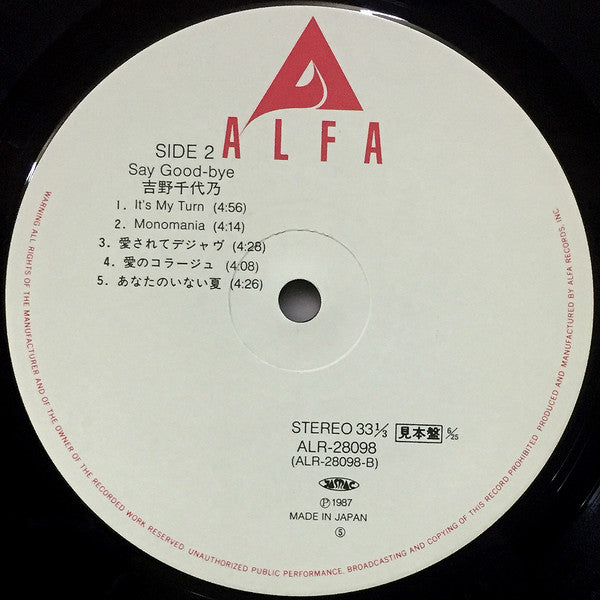 ALFA
SIDE 2
Say Good-bye
吉野千代乃
1. It's My Turn (4:56)
2. Monomania (4:14)
3. 愛されてデジャヴ (4:28)
4. 愛のコラージュ (4:08)
5. あなたのいない夏 (4:26)
STEREO 33⅓ 見本盤 6/25
ALR-28098
(ALR-28098-B)
JASRAC
Ⓟ1987
MADE IN JAPAN
⑤
WARNING ALL RIGHTS OF THE MANUFACTURER AND OF THE OWNER OF THE RECORDED WORK RESERVED. UNAUTHORIZED PUBLIC PERFORMANCE, BROADCASTING AND COPYING OF THIS RECORD PROHIBITED. PRODUCED AND MANUFACTURED BY ALFA RECORDS, INC.